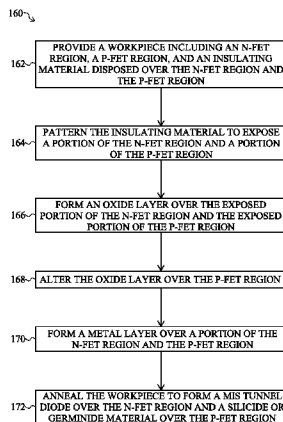 160
PROVIDE A WORKPIECE INCLUDING AN N-FET
REGION, A P-FET REGION, AND AN INSULATING
162
MATERIAL DISPOSED OVER THE N-FET REGION AND
THE P-FET REGION
PATTERN THE INSULATING MATERIAL TO EXPOSE
164
A PORTION OF THE N-FET REGION AND A PORTION
OF THE P-FET REGION
FORM AN OXIDE LAYER OVER THE EXPOSED
166
PORTION OF THE N-FET REGION AND THE EXPOSED
PORTION OF THE P-FET REGION
168
ALTER THE OXIDE LAYER OVER THE P-FET REGION
170
FORM A METAL LAYER OVER A PORTION OF THE
N-FET REGION AND THE P-FET REGION
ANNEAL THE WORKPIECE TO FORM A MIS TUNNEL
172
DIODE OVER THE N-FET REGION AND A SILICIDE OR
GERMINIDE MATERIAL OVER THE P-FET REGION